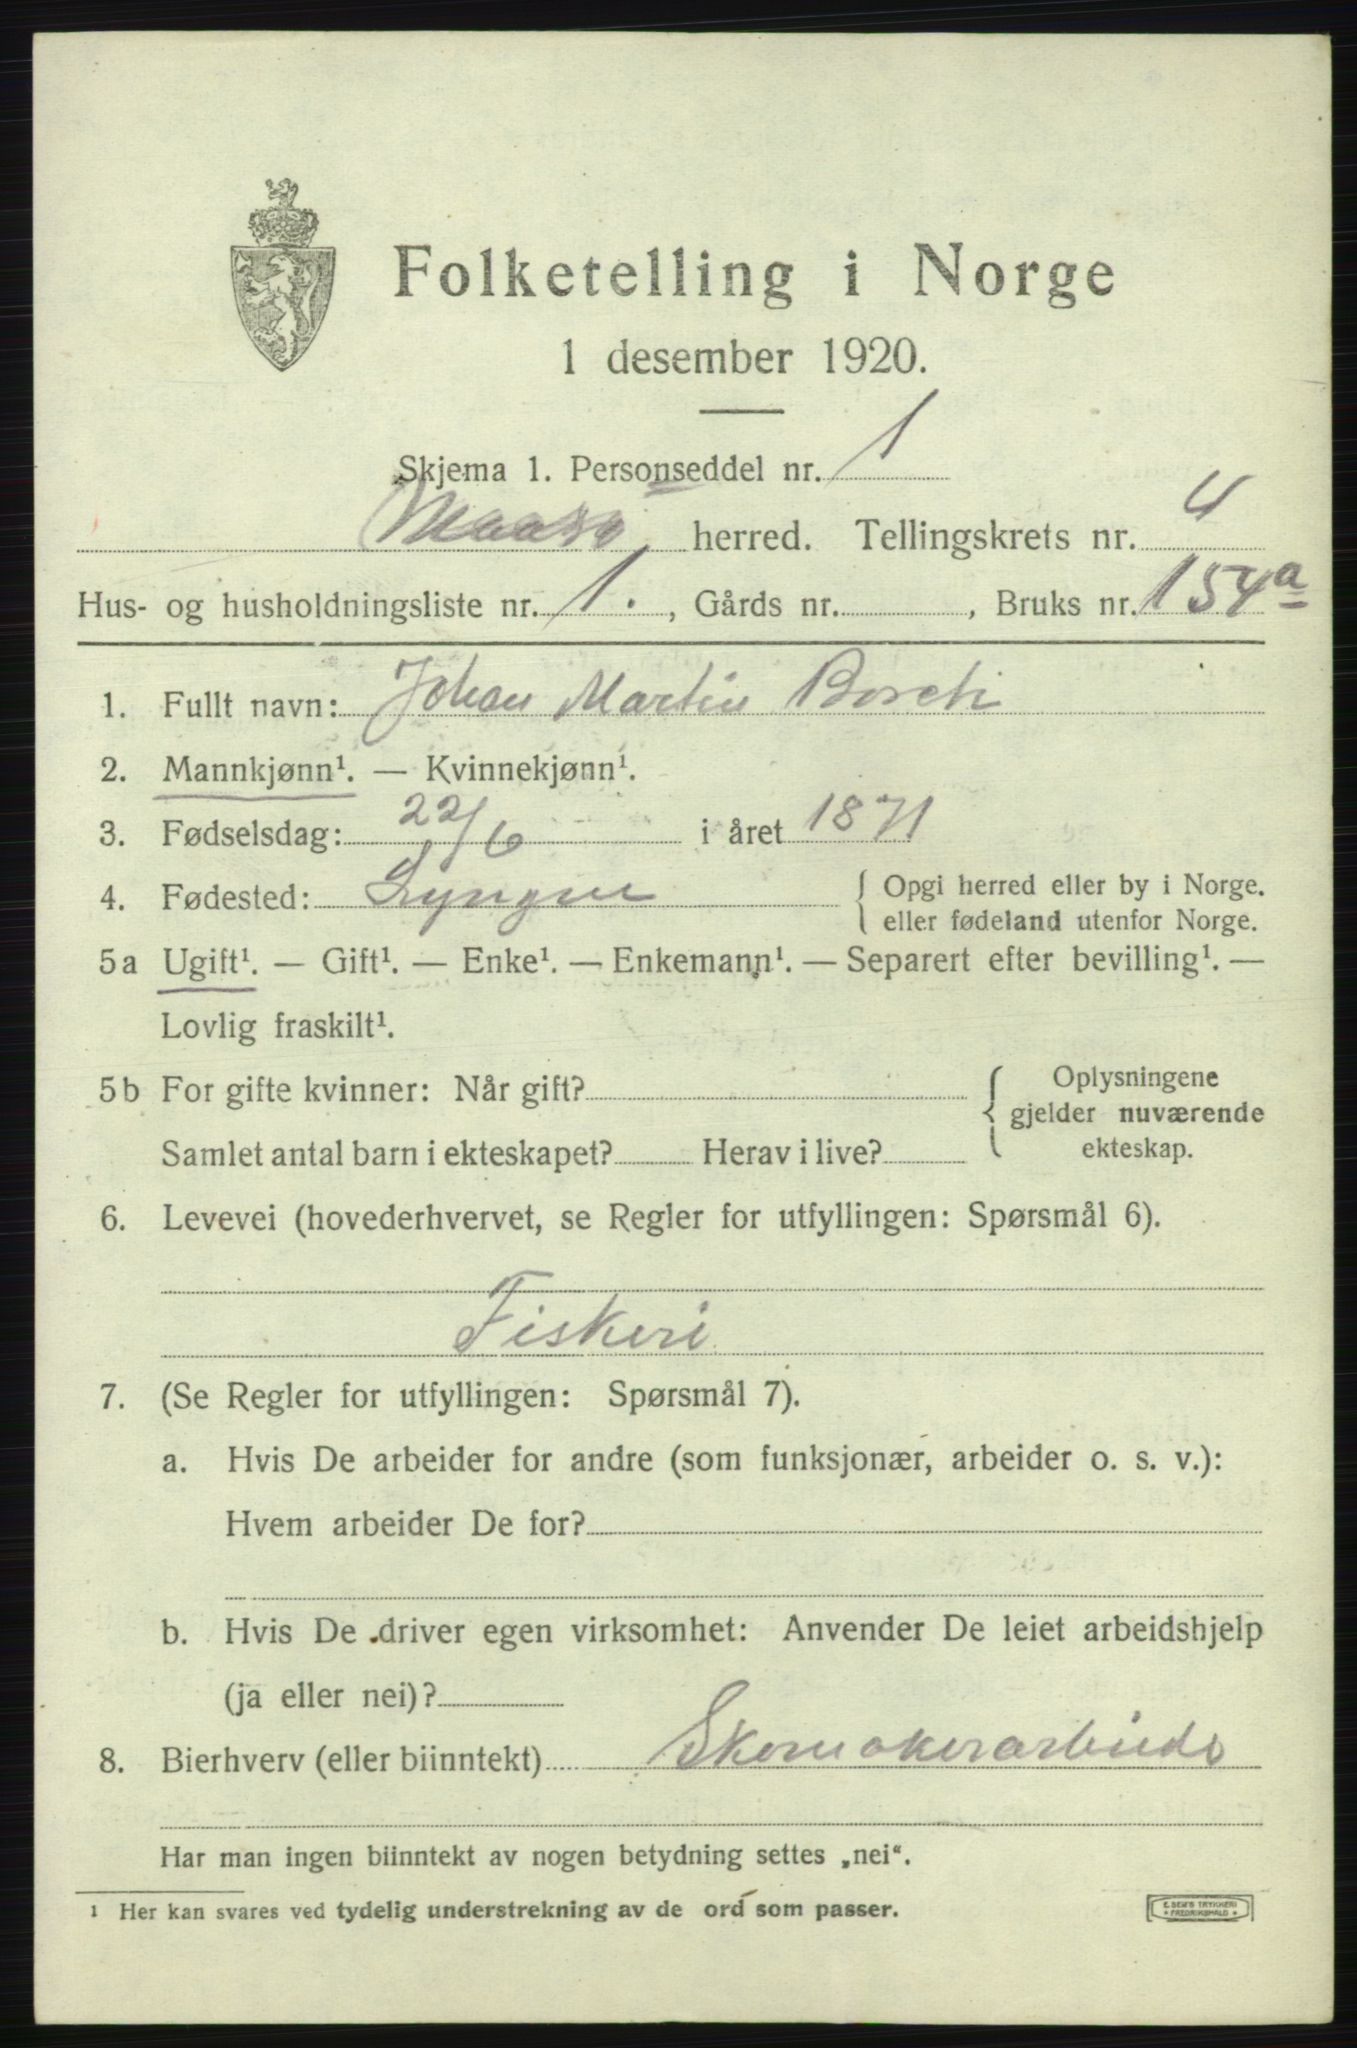 Folketelling i Norge
1 desember 1920.
Skjema 1. Personseddel nr. 1
Maasø herred. Tellingskrets nr. 4
Hus- og husholdningsliste nr. 1. , Gårds nr. , Bruks nr. 154a
1. Fullt navn: Johan Martin Borch
2. Mannkjønn¹. — Kvinnekjønn¹.
3. Fødselsdag: 22/6 i året 1871
4. Fødested: Lyngen { Opgi herred eller by i Norge.
eller fødeland utenfor Norge.
5a Ugift¹. — Gift¹. — Enke¹. — Enkemann¹. — Separert efter bevilling¹. —
Lovlig fraskilt¹.
5b For gifte kvinner: Når gift? { Oplysningene
gjelder nuværende
Samlet antal barn i ekteskapet? Herav i live? ekteskap.
6. Levevei (hovederhvervet, se Regler for utfyllingen: Spørsmål 6).
Fiskeri
7. (Se Regler for utfyllingen: Spørsmål 7).
a. Hvis De arbeider for andre (som funksjonær, arbeider o. s. v.):
Hvem arbeider De for?
b. Hvis De driver egen virksomhet: Anvender De leiet arbeidshjelp
(ja eller nei)?
8. Bierhverv (eller biinntekt) Skomakerarbeide
Har man ingen biinntekt av nogen betydning settes „nei“.
1 Her kan svares ved tydelig understrekning av de ord som passer.
E. SEM'S TRYKKERI
* FREDRIKSHALD *